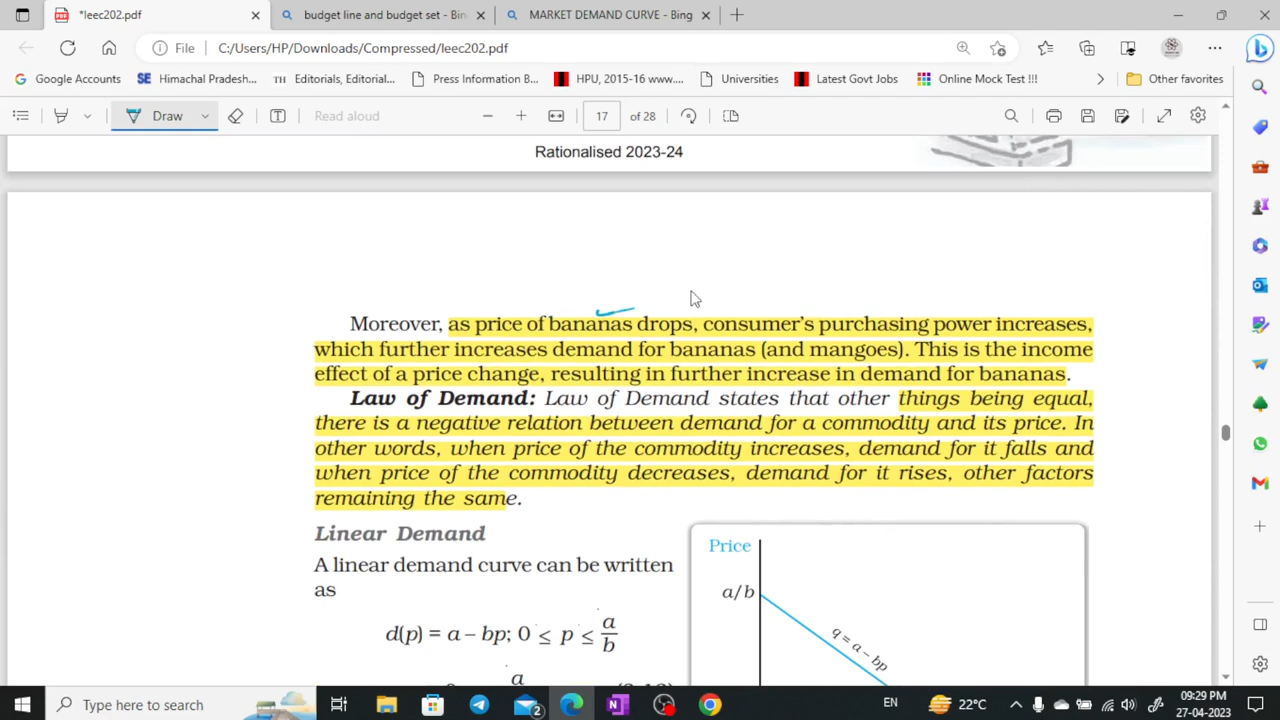 *leec202.pdf
budget line and budget set - Bin
MARKET DEMAND CURVE - Bing
File C:/Users/HP/Downloads/Compressed/leec202.pdf
Google Accounts
SE Himachal Pradesh...
TH Editorials, Editorial...
Press Information B...
HPU, 2015-16 www....
Universities
Latest Govt Jobs
Online Mock Test !!!
Other favorites
Draw
Read aloud
17 of 28
Rationalised 2023-24
Moreover, as price of bananas drops, consumer's purchasing power increases,
which further increases demand for bananas (and mangoes). This is the income
effect of a price change, resulting in further increase in demand for bananas.
Law of Demand: Law of Demand states that other things being equal,
there is a negative relation between demand for a commodity and its price. In
other words, when price of the commodity increases, demand for it falls and
when price of the commodity decreases, demand for it rises, other factors
remaining the same.
Linear Demand
A linear demand curve can be written
as
d(p) = a – bp; 0 ≤ p ≤ a/b
a
Price
a/b
q = a – bp
Type here to search
2
EN
22°C
09:29 PM
27-04-2023